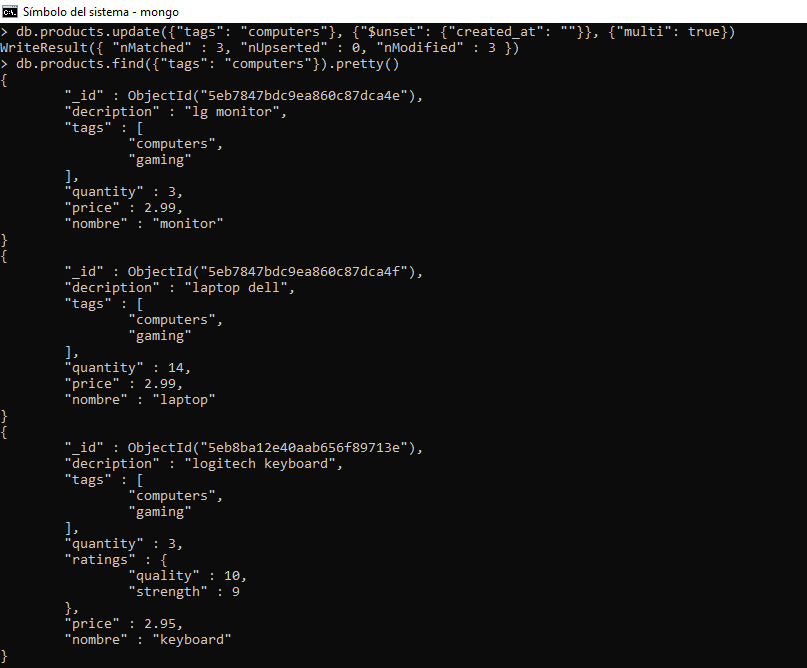 Símbolo del sistema - mongo
> db.products.update({"tags": "computers"}, {"$unset": {"created_at": ""}}, {"multi": true})
WriteResult({ "nMatched" : 3, "nUpserted" : 0, "nModified" : 3 })
> db.products.find({"tags": "computers"}).pretty()
{
        "_id" : ObjectId("5eb7847bdc9ea860c87dca4e"),
        "decription" : "lg monitor",
        "tags" : [
                "computers",
                "gaming"
        ],
        "quantity" : 3,
        "price" : 2.99,
        "nombre" : "monitor"
}
{
        "_id" : ObjectId("5eb7847bdc9ea860c87dca4f"),
        "decription" : "laptop dell",
        "tags" : [
                "computers",
                "gaming"
        ],
        "quantity" : 14,
        "price" : 2.99,
        "nombre" : "laptop"
}
{
        "_id" : ObjectId("5eb8ba12e40aab656f89713e"),
        "decription" : "logitech keyboard",
        "tags" : [
                "computers",
                "gaming"
        ],
        "quantity" : 3,
        "ratings" : {
                "quality" : 10,
                "strength" : 9
        },
        "price" : 2.95,
        "nombre" : "keyboard"
}